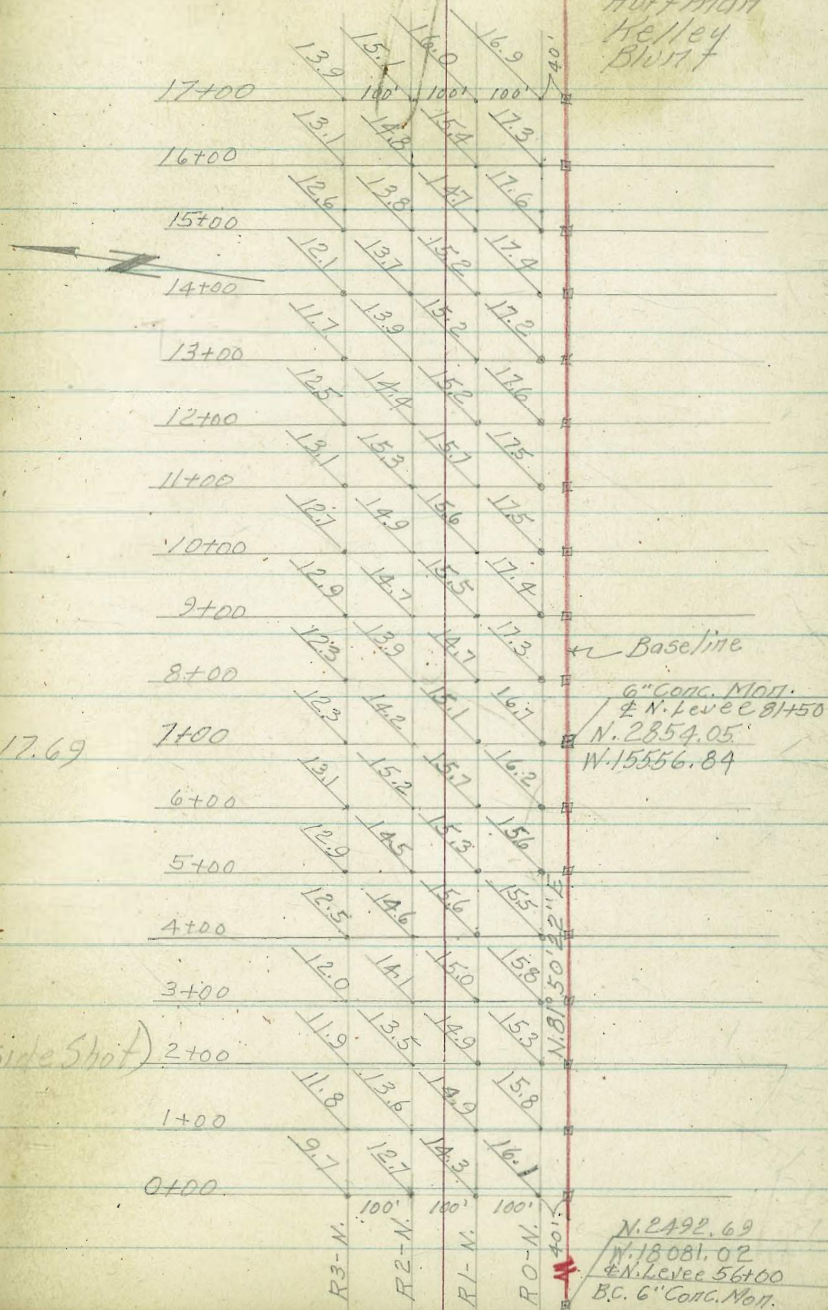 Huffman
Kelley
Blunt
13.9 15.1 16.0 16.9 40'
17+00 100' 100' 100'
13.1 14.8 15.4 17.3
16+00
12.6 13.8 14.7 17.6
15+00
12.1 13.7 15.2 17.4
14+00
11.7 13.9 15.2 17.2
13+00
12.5 14.4 15.2 17.6
12+00
13.1 15.3 15.7 17.5
11+00
12.7 14.9 15.6 17.5
10+00
12.9 14.7 15.5 17.4
9+00
12.3 13.9 14.7 17.3
Baseline
8+00
12.3 14.2 15.1 16.7
6" Conc. Mon.
℄ N. Levee 81+50
17.69 7+00 N. 2854.05
W. 15556.84
13.1 15.2 15.7 16.2
6+00
12.9 14.5 15.3 15.6
5+00
12.5 14.6 15.6 15.5
4+00
12.0 14.1 15.0 15.8
N. 81° 50' 22" E
3+00
11.9 13.5 14.9 15.3
side Shot) 2+00
11.8 13.6 14.9 15.8
1+00
9.7 12.7 14.3 16.1
0+00
100' 100' 100' 40'
R3-N. R2-N. R1-N. R0-N. N
N. 2492.69
W. 18081.02
℄ N. Levee 56+00
B.C. 6" Conc. Mon.